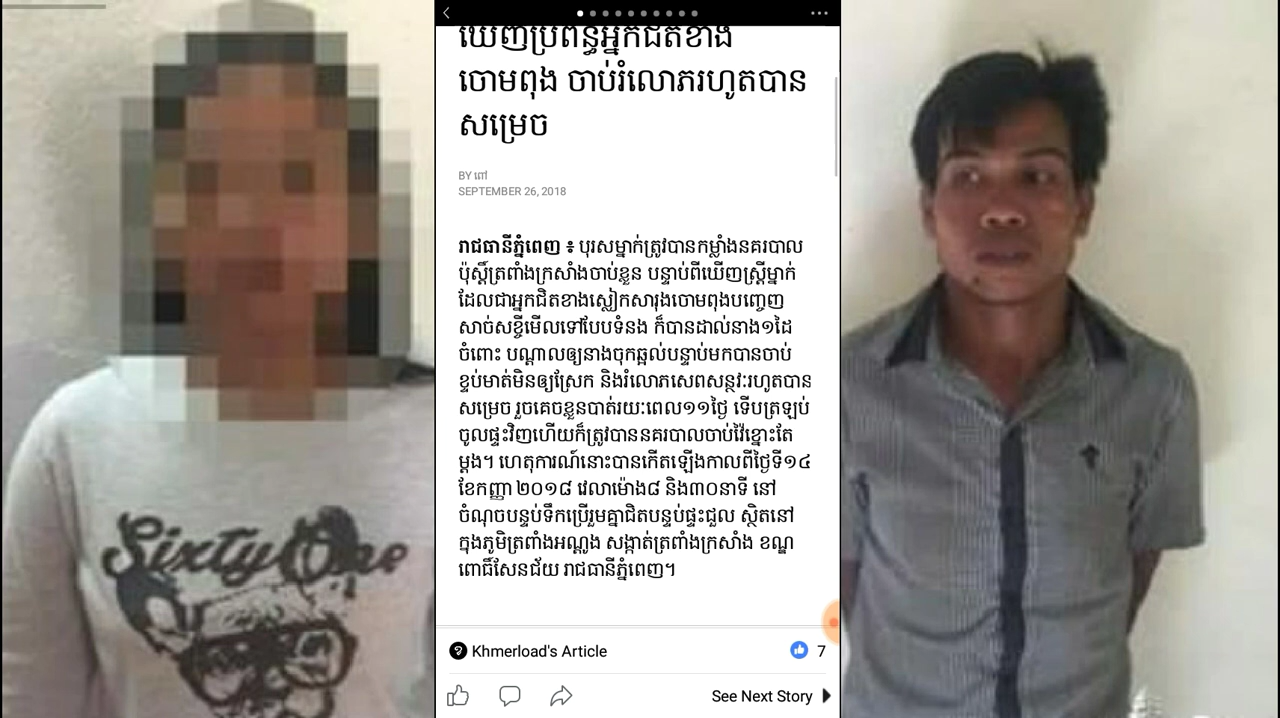 ឃើញប្រពន្ធអ្នកជិតខាង
ចោមពុង ចាប់រំលោភរហូតបាន
សម្រេច
BY ពៅ
SEPTEMBER 26, 2018
រាជធានីភ្នំពេញ ៖ បុរសម្នាក់ត្រូវបានកម្លាំងនគរបាល
ប៉ុស្តិ៍ត្រពាំងក្រសាំងចាប់ខ្លួន បន្ទាប់ពីឃើញស្ត្រីម្នាក់
ដែលជាអ្នកជិតខាងស្លៀកសារុងចោមពុងបញ្ចេញ
សាច់សខ្ចីមើលទៅបែបទំនង ក៏បានដាល់នាង១ដៃ
ចំពោះ បណ្តាលឲ្យនាងចុកឆ្អល់បន្ទាប់មកបានចាប់
ខ្ទប់មាត់មិនឲ្យស្រែក និងរំលោភសេពសន្ថវៈរហូតបាន
សម្រេច រួចគេចខ្លួនបាត់រយៈពេល១១ថ្ងៃ ទើបត្រឡប់
ចូលផ្ទះវិញហើយក៏ត្រូវបាននគរបាលចាប់វ៉ៃខ្នោះតែ
ម្តង។ ហេតុការណ៍នោះបានកើតឡើងកាលពីថ្ងៃទី១៤
ខែកញ្ញា ២០១៨ វេលាម៉ោង៨ និង៣០នាទី នៅ
ចំណុចបន្ទប់ទឹកប្រើរួមគ្នាជិតបន្ទប់ផ្ទះជួល ស្ថិតនៅ
ក្នុងភូមិត្រពាំងអណ្តូង សង្កាត់ត្រពាំងក្រសាំង ខណ្ឌ
ពោធិ៍សែនជ័យ រាជធានីភ្នំពេញ។
Khmerload's Article
7
See Next Story
Sixty One